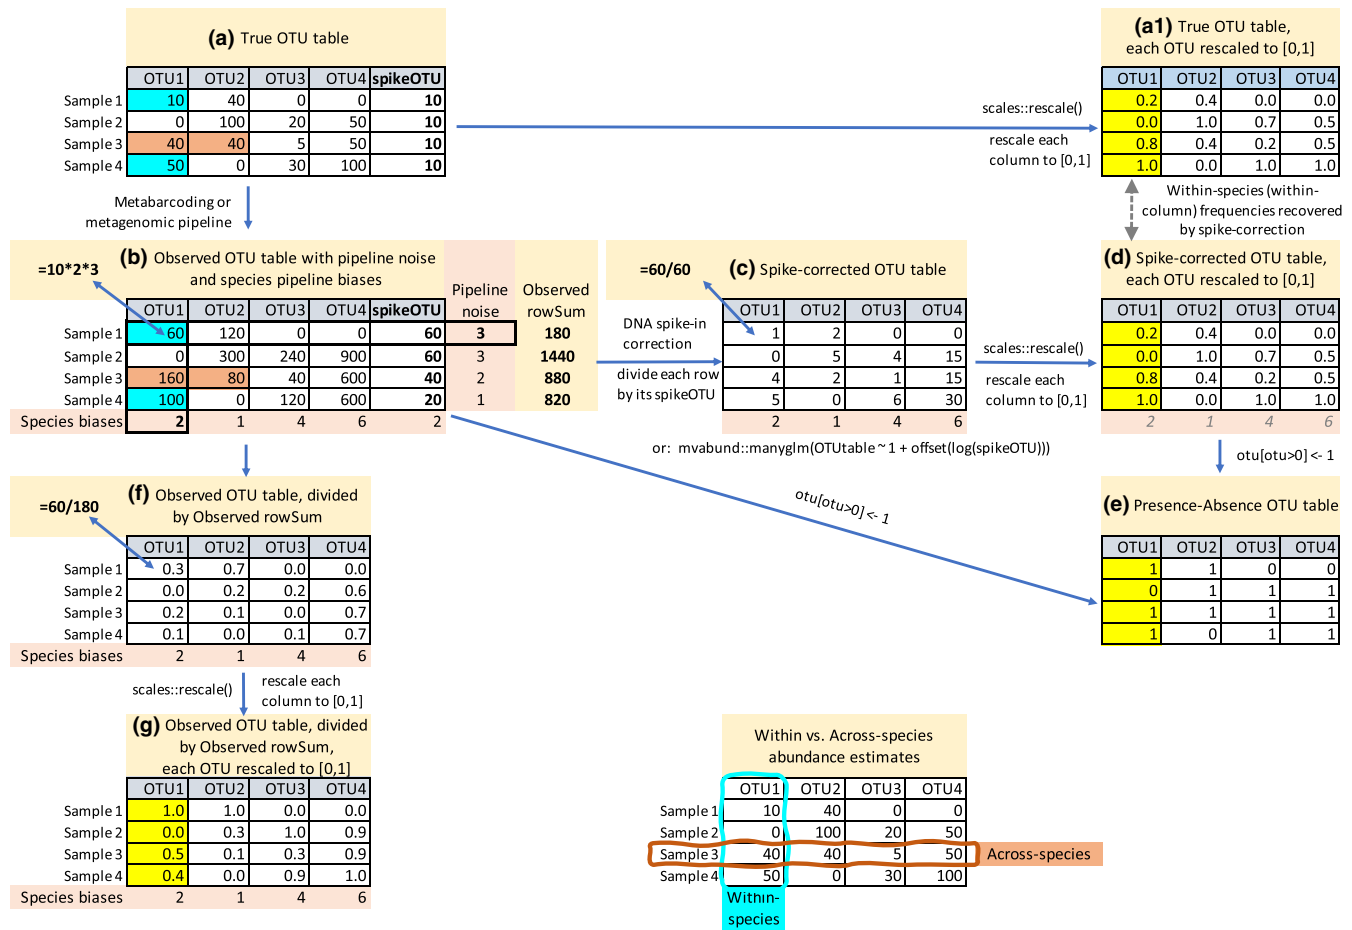 (a) True OTU table
OTU1 OTU2 OTU3 OTU4 spikeOTU
Sample 1 10 40 0 0 10
Sample 2 0 100 20 50 10
Sample 3 40 40 5 50 10
Sample 4 50 0 30 100 10
scales::rescale()
rescale each
column to [0,1]
(a1) True OTU table,
each OTU rescaled to [0,1]
OTU1 OTU2 OTU3 OTU4
0.2 0.4 0.0 0.0
0.0 1.0 0.7 0.5
0.8 0.4 0.2 0.5
1.0 0.0 1.0 1.0
Metabarcoding or
metagenomic pipeline
Within-species (within-
column) frequencies recovered
by spike-correction
=10*2*3
(b) Observed OTU table with pipeline noise
and species pipeline biases
Pipeline
noise
Observed
rowSum
OTU1 OTU2 OTU3 OTU4 spikeOTU
Sample 1 60 120 0 0 60 3 180
Sample 2 0 300 240 900 60 3 1440
Sample 3 160 80 40 600 40 2 880
Sample 4 100 0 120 600 20 1 820
Species biases 2 1 4 6 2
DNA spike-in
correction
divide each row
by its spikeOTU
=60/60
(c) Spike-corrected OTU table
OTU1 OTU2 OTU3 OTU4
1 2 0 0
0 5 4 15
4 2 1 15
5 0 6 30
2 1 4 6
or: mvabund::manyglm(OTUtable ~ 1 + offset(log(spikeOTU)))
scales::rescale()
rescale each
column to [0,1]
(d) Spike-corrected OTU table,
each OTU rescaled to [0,1]
OTU1 OTU2 OTU3 OTU4
0.2 0.4 0.0 0.0
0.0 1.0 0.7 0.5
0.8 0.4 0.2 0.5
1.0 0.0 1.0 1.0
2 1 4 6
otu[otu>0] <- 1
otu[otu>0] <- 1
(e) Presence-Absence OTU table
OTU1 OTU2 OTU3 OTU4
1 1 0 0
0 1 1 1
1 1 1 1
1 0 1 1
=60/180
(f) Observed OTU table, divided
by Observed rowSum
OTU1 OTU2 OTU3 OTU4
Sample 1 0.3 0.7 0.0 0.0
Sample 2 0.0 0.2 0.2 0.6
Sample 3 0.2 0.1 0.0 0.7
Sample 4 0.1 0.0 0.1 0.7
Species biases 2 1 4 6
scales::rescale()
rescale each
column to [0,1]
(g) Observed OTU table, divided
by Observed rowSum,
each OTU rescaled to [0,1]
OTU1 OTU2 OTU3 OTU4
Sample 1 1.0 1.0 0.0 0.0
Sample 2 0.0 0.3 1.0 0.9
Sample 3 0.5 0.1 0.3 0.9
Sample 4 0.4 0.0 0.9 1.0
Species biases 2 1 4 6
Within vs. Across-species
abundance estimates
OTU1 OTU2 OTU3 OTU4
Sample 1 10 40 0 0
Sample 2 0 100 20 50
Sample 3 40 40 5 50 Across-species
Sample 4 50 0 30 100
Within-
species